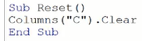 Sub Reset()
Columns("C").Clear
End Sub